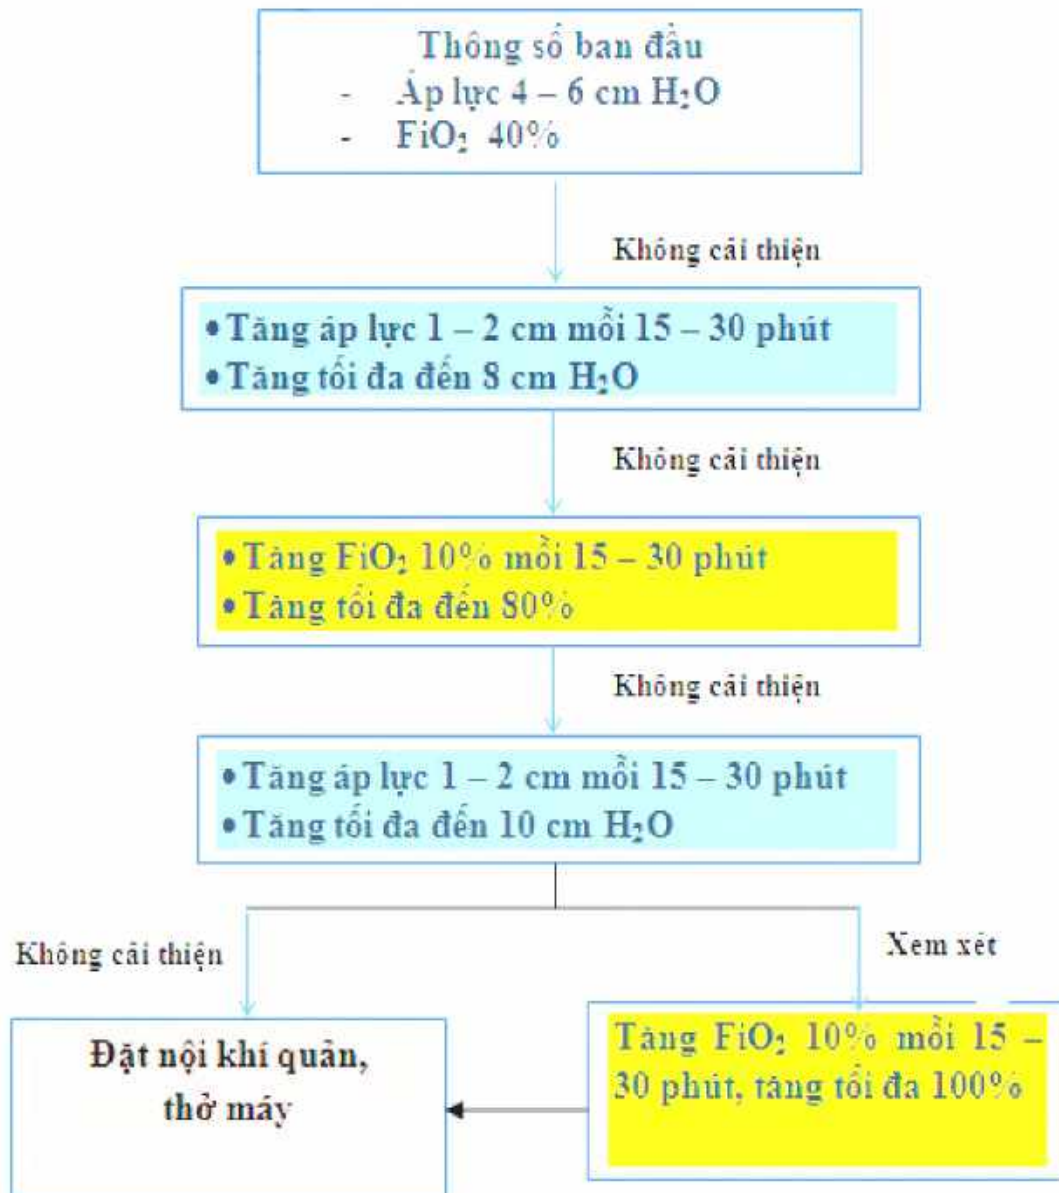 Thông số ban đầu
- Áp lực 4 – 6 cm H₂O
- FiO₂ 40%
Không cải thiện
• Tăng áp lực 1 – 2 cm mỗi 15 – 30 phút
• Tăng tối đa đến 8 cm H₂O
Không cải thiện
• Tăng FiO₂ 10% mỗi 15 – 30 phút
• Tăng tối đa đến 80%
Không cải thiện
• Tăng áp lực 1 – 2 cm mỗi 15 – 30 phút
• Tăng tối đa đến 10 cm H₂O
Không cải thiện
Xem xét
Đặt nội khí quản,
thở máy
Tăng FiO₂ 10% mỗi 15 –
30 phút, tăng tối đa 100%